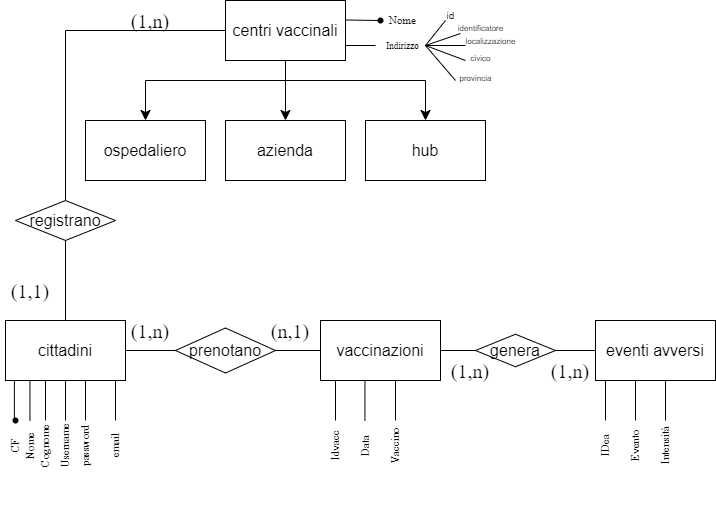 (1,n)
centri vaccinali
Nome
Indirizzo
id
identificatore
localizzazione
civico
provincia
ospedaliero
azienda
hub
registrano
(1,1)
cittadini
(1,n)
prenotano
(n,1)
vaccinazioni
(1,n)
genera
(1,n)
eventi avversi
CF
Nome
Cognome
Username
password
email
Idvacc
Data
Vaccino
IDea
Evento
Intensità